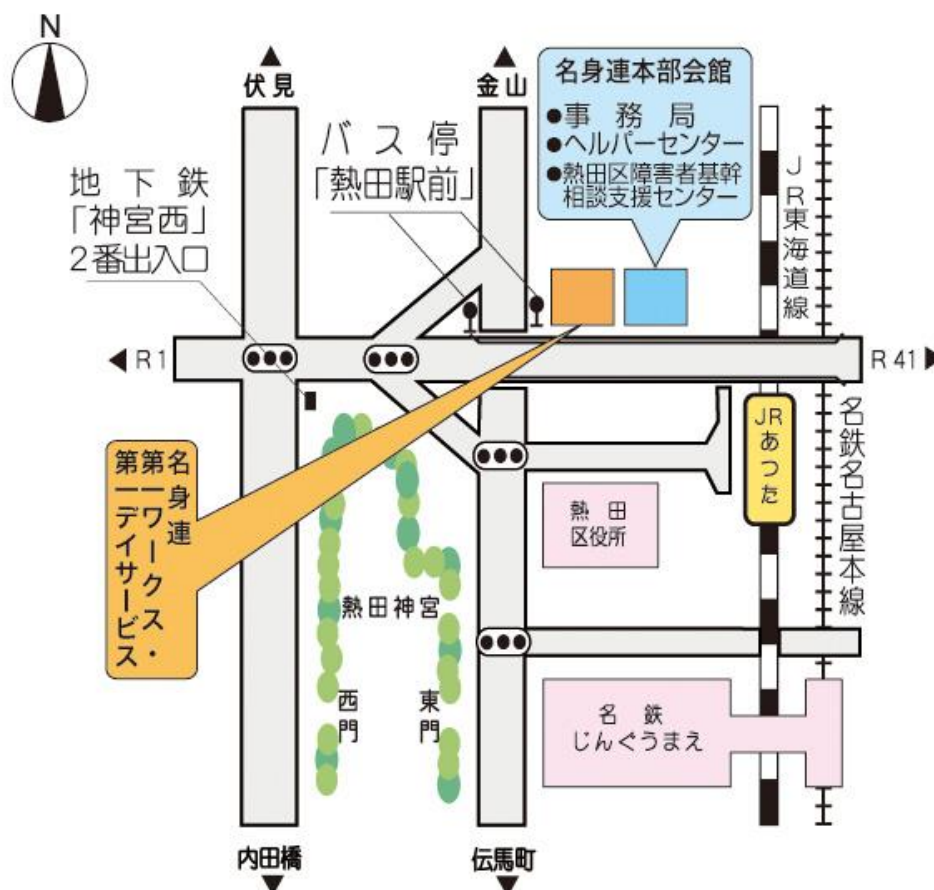 N
伏見
金山
名身連本部会館
●事務局
●ヘルパーセンター
●熱田区障害者基幹
相談支援センター
バス停
「熱田駅前」
地下鉄
「神宮西」
2番出入口
JR東海道線
◀R1
R41▶
JRあつた
名鉄名古屋本線
名身連
第一ワークス・
第一デイサービス
熱田
区役所
熱田神宮
西門
東門
名鉄
じんぐうまえ
内田橋
伝馬町